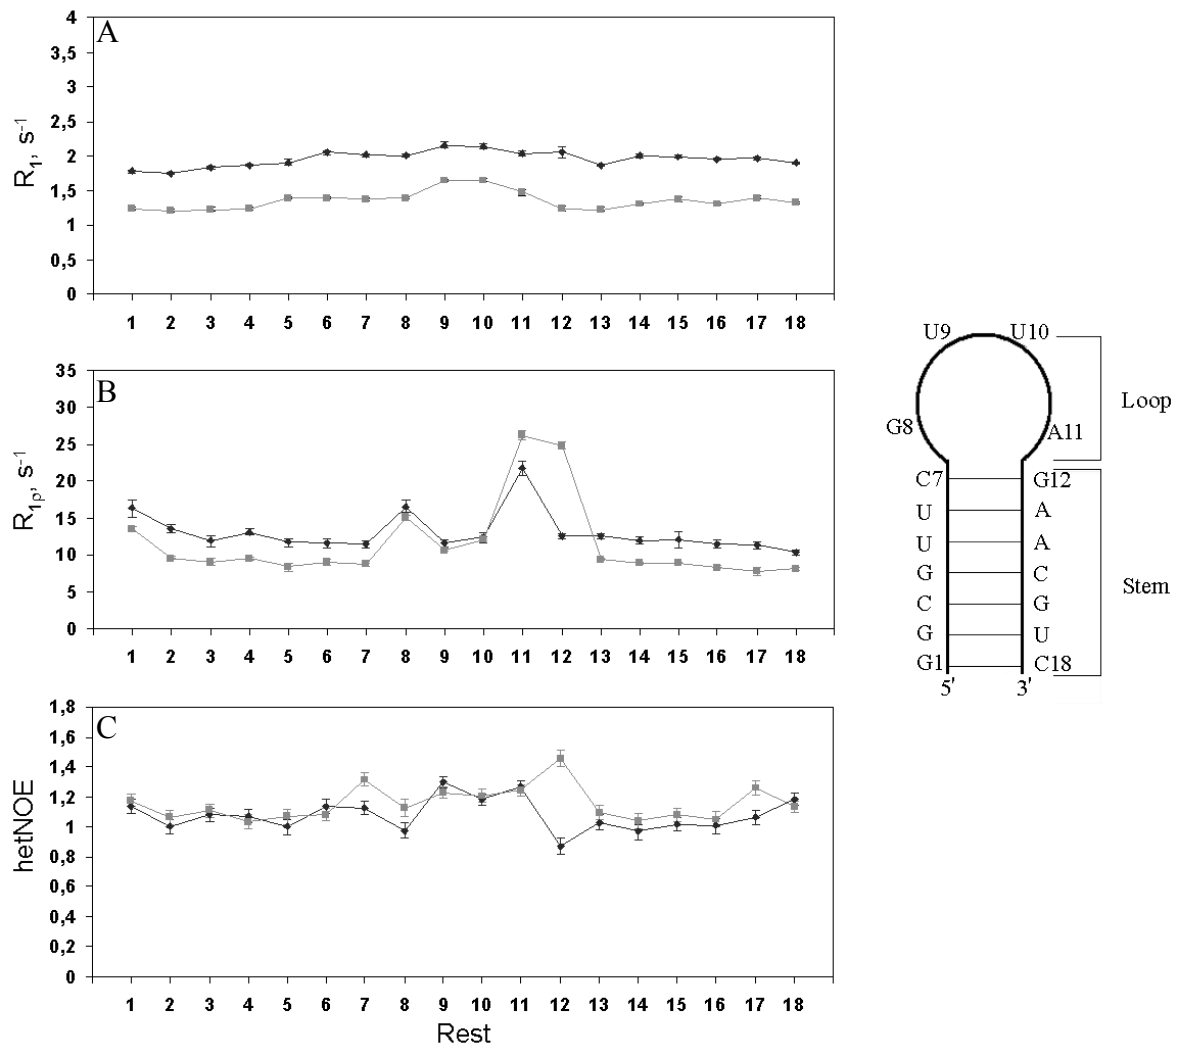 A
R1, s-1
4
3,5
3
2,5
2
1,5
1
0,5
0
1 2 3 4 5 6 7 8 9 10 11 12 13 14 15 16 17 18
B
R1ρ, s-1
35
30
25
20
15
10
5
0
1 2 3 4 5 6 7 8 9 10 11 12 13 14 15 16 17 18
C
hetNOE
1,8
1,6
1,4
1,2
1
0,8
0,6
0,4
0,2
0
1 2 3 4 5 6 7 8 9 10 11 12 13 14 15 16 17 18
Rest
U9 U10
Loop
G8 A11
C7 G12
U A
U A
G C
Stem
C G
G U
G1 C18
5' 3'